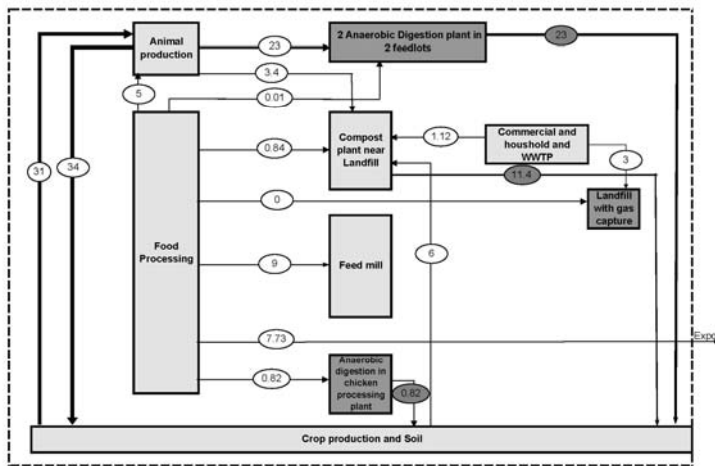 Animal
production
23
2 Anaerobic Digestion plant in
2 feedlots
23
3.4
5
0.01
31
34
0.84
Compost
plant near
Landfill
1.12
Commercial and
houshold and
WWTP
3
11.4
Landfill
with gas
capture
0
Food
Processing
9
Feed mill
6
7.73
Expo
0.82
Anaerobic
digestion in
chicken
processing
plant
0.82
Crop production and Soil